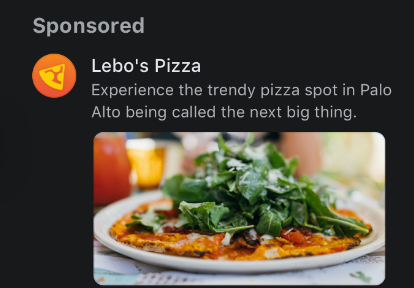 Sponsored
Lebo's Pizza
Experience the trendy pizza spot in Palo
Alto being called the next big thing.